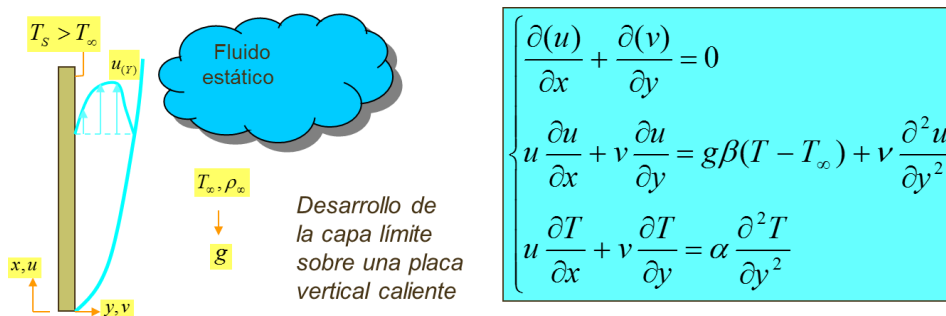 T_S > T_∞
u_(Y)
Fluido
estático
T_∞, ρ_∞
g
Desarrollo de
la capa límite
sobre una placa
vertical caliente
x,u
y,v
∂(u)/∂x + ∂(v)/∂y = 0
u ∂u/∂x + v ∂u/∂y = gβ(T − T_∞) + ν ∂²u/∂y²
u ∂T/∂x + v ∂T/∂y = α ∂²T/∂y²